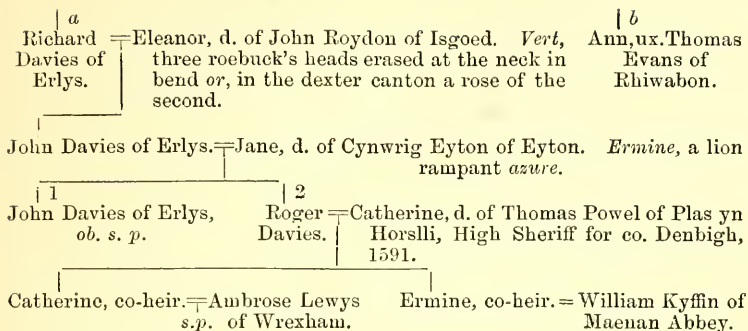 a b
Richard = Eleanor, d. of John Roydon of Isgoed. Vert, Ann, ux. Thomas
Davies of three roebuck's heads erased at the neck in Evans of
Erlys. bend or, in the dexter canton a rose of the Rhiwabon.
second.
John Davies of Erlys. = Jane, d. of Cynwrig Eyton of Eyton. Ermine, a lion
rampant azure.
1 2
John Davies of Erlys, Roger = Catherine, d. of Thomas Powel of Plas yn
ob. s. p. Davies. Horslli, High Sheriff for co. Denbigh,
1591.
Catherine, co-heir. = Ambrose Lewys Ermine, co-heir. = William Kyffin of
s.p. of Wrexham. Maenan Abbey.